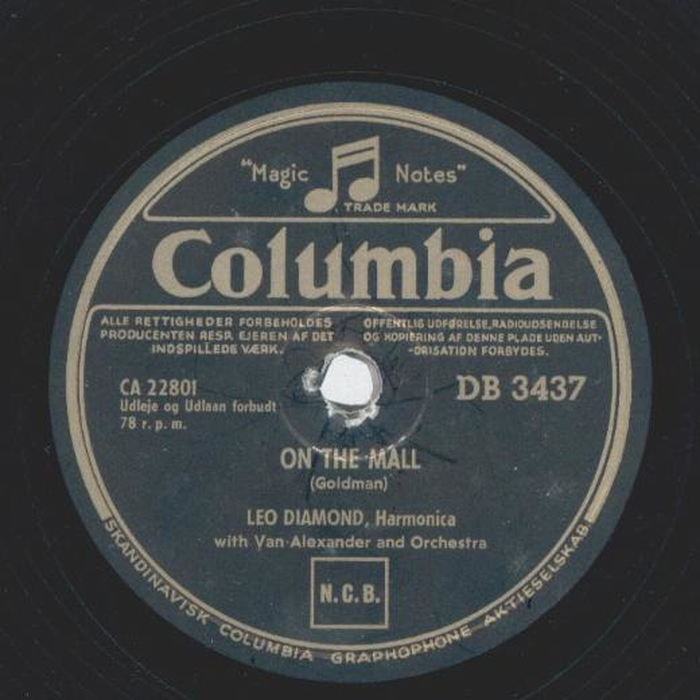 "Magic Notes"
TRADE MARK
Columbia
ALLE RETTIGHEDER FORBEHOLDES
PRODUCENTEN RESP. EJEREN AF DET
INDSPILLEDE VÆRK.
OFFENTLIG UDFØRELSE, RADIOUDSENDELSE
OG KOPIERING AF DENNE PLADE UDEN AUT-
-ORISATION FORBYDES.
CA 22801
Udleje og Udlaan forbudt
78 r. p. m.
DB 3437
ON THE MALL
(Goldman)
LEO DIAMOND, Harmonica
with Van-Alexander and Orchestra
N.C.B.
SKANDINAVISK COLUMBIA GRAPHOPHONE AKTIESELSKAB